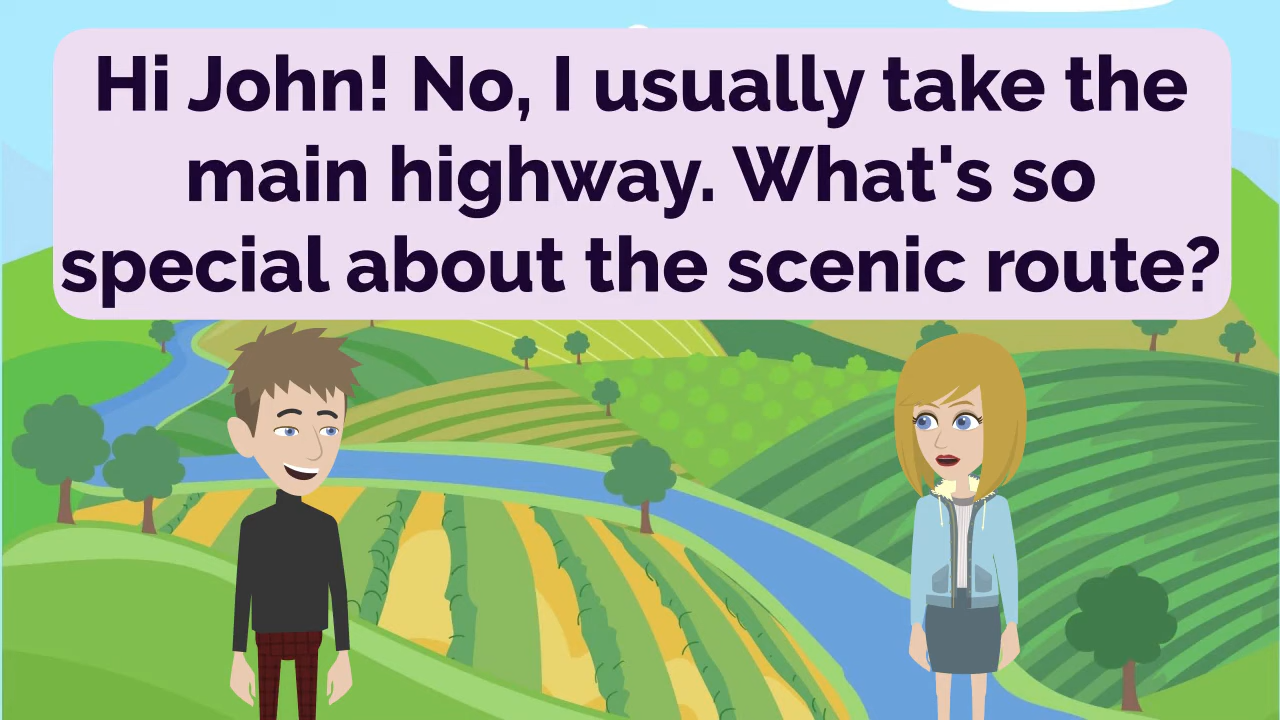 Hi John! No, I usually take the
main highway. What's so
special about the scenic route?